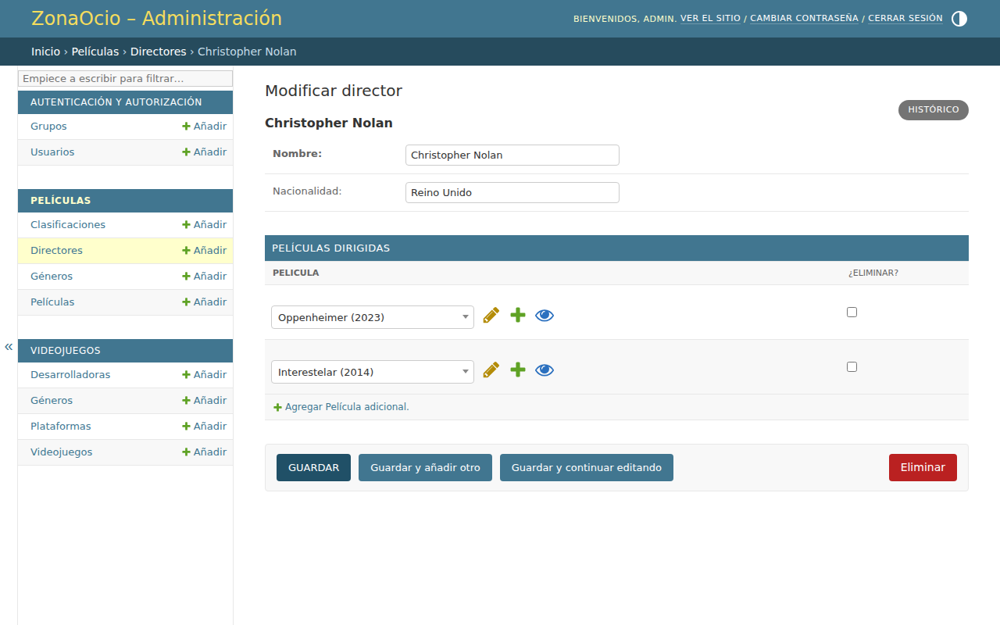 ZonaOcio – Administración
BIENVENIDOS, ADMIN. VER EL SITIO / CAMBIAR CONTRASEÑA / CERRAR SESIÓN
Inicio › Películas › Directores › Christopher Nolan
Empiece a escribir para filtrar…
AUTENTICACIÓN Y AUTORIZACIÓN
Grupos Añadir
Usuarios Añadir
PELÍCULAS
Clasificaciones Añadir
Directores Añadir
Géneros Añadir
Películas Añadir
VIDEOJUEGOS
Desarrolladoras Añadir
Géneros Añadir
Plataformas Añadir
Videojuegos Añadir
«
Modificar director
HISTÓRICO
Christopher Nolan
Nombre: Christopher Nolan
Nacionalidad: Reino Unido
PELÍCULAS DIRIGIDAS
PELICULA ¿ELIMINAR?
Oppenheimer (2023)
Interestelar (2014)
Agregar Película adicional.
GUARDAR Guardar y añadir otro Guardar y continuar editando Eliminar